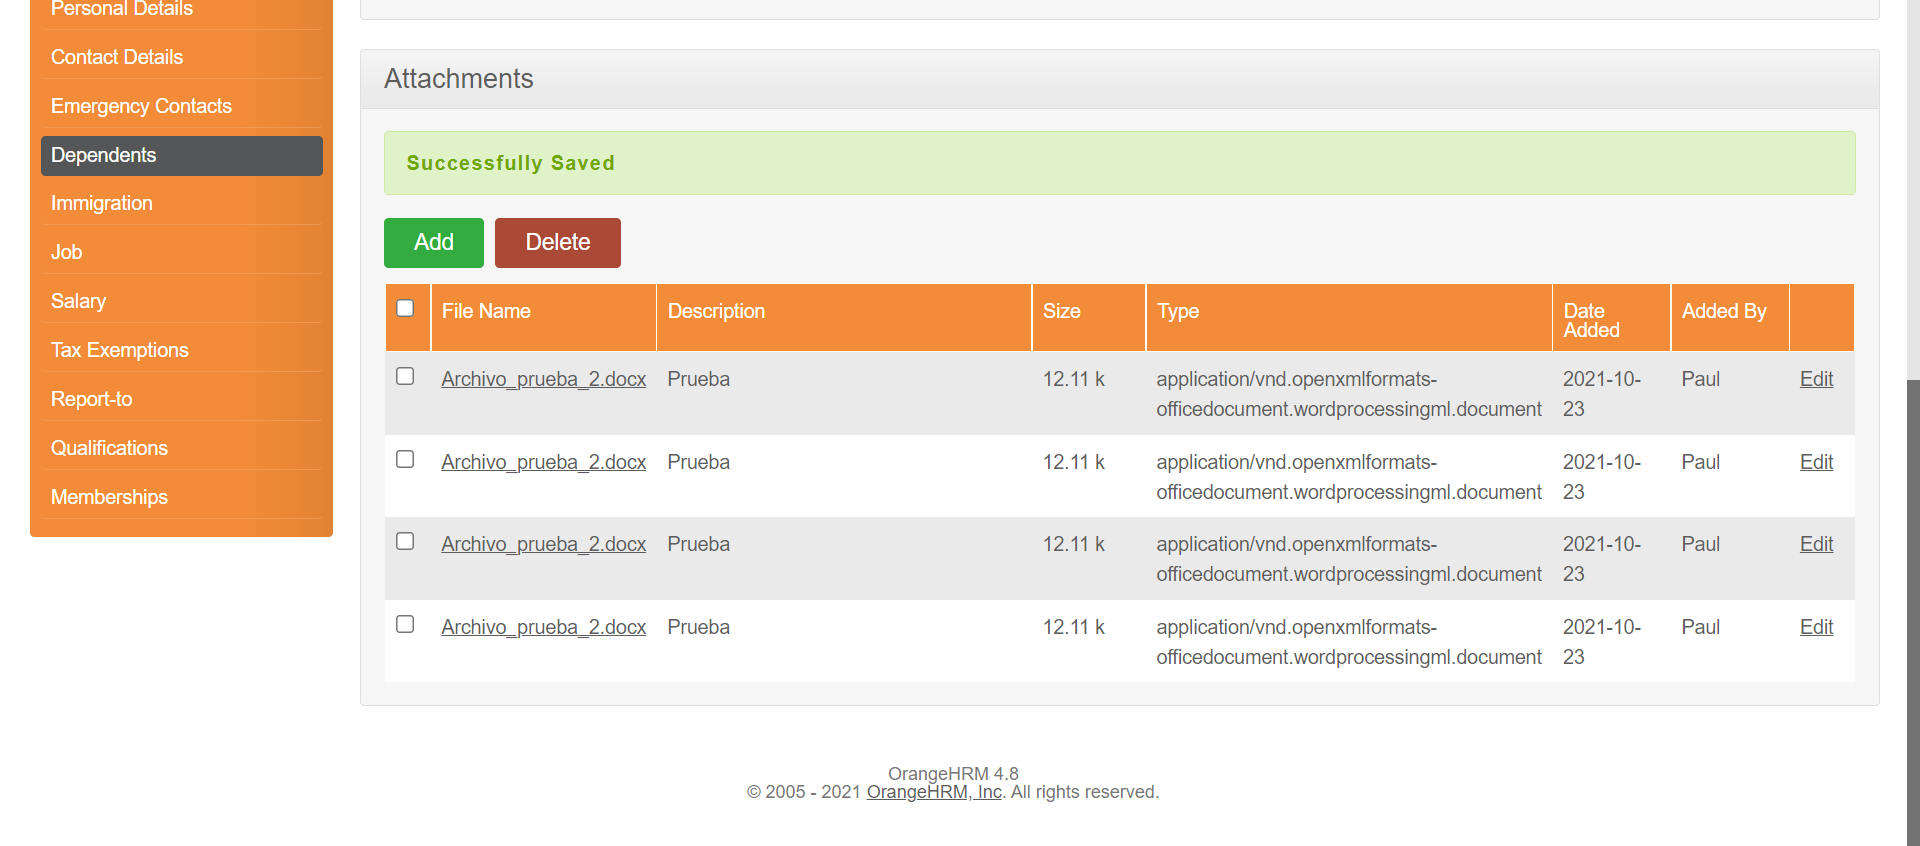 Personal Details
Contact Details
Emergency Contacts
Dependents
Immigration
Job
Salary
Tax Exemptions
Report-to
Qualifications
Memberships
Attachments
Successfully Saved
Add Delete
File Name Description Size Type Date Added Added By
Archivo_prueba_2.docx Prueba 12.11 k application/vnd.openxmlformats- 2021-10- Paul Edit
officedocument.wordprocessingml.document 23
Archivo_prueba_2.docx Prueba 12.11 k application/vnd.openxmlformats- 2021-10- Paul Edit
officedocument.wordprocessingml.document 23
Archivo_prueba_2.docx Prueba 12.11 k application/vnd.openxmlformats- 2021-10- Paul Edit
officedocument.wordprocessingml.document 23
Archivo_prueba_2.docx Prueba 12.11 k application/vnd.openxmlformats- 2021-10- Paul Edit
officedocument.wordprocessingml.document 23
OrangeHRM 4.8
© 2005 - 2021 OrangeHRM, Inc. All rights reserved.